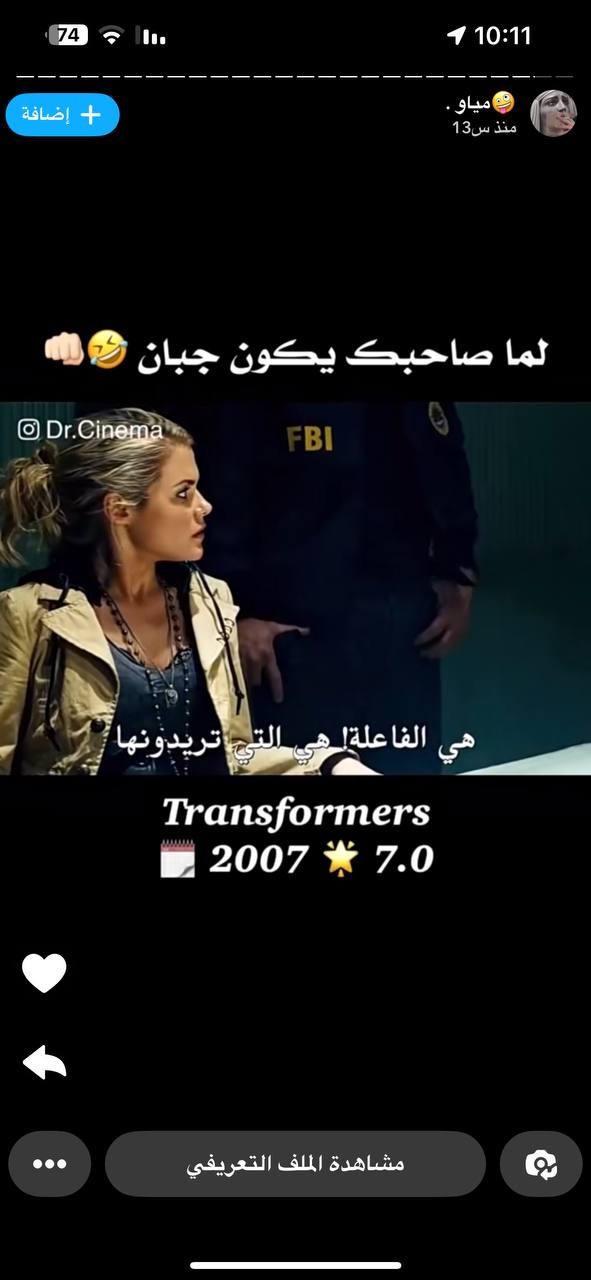 74
10:11
مياو🤪 .
منذ س13
إضافة +
لما صاحبك يكون جبان 🤣👊🏻
Dr.Cinema
FBI
هي الفاعلة! هي التي تريدونها
Transformers
🗓️ 2007 🌟 7.0
مشاهدة الملف التعريفي